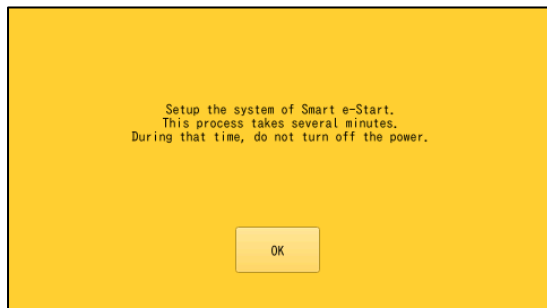 Setup the system of Smart e-Start.
This process takes several minutes.
During that time, do not turn off the power.
OK